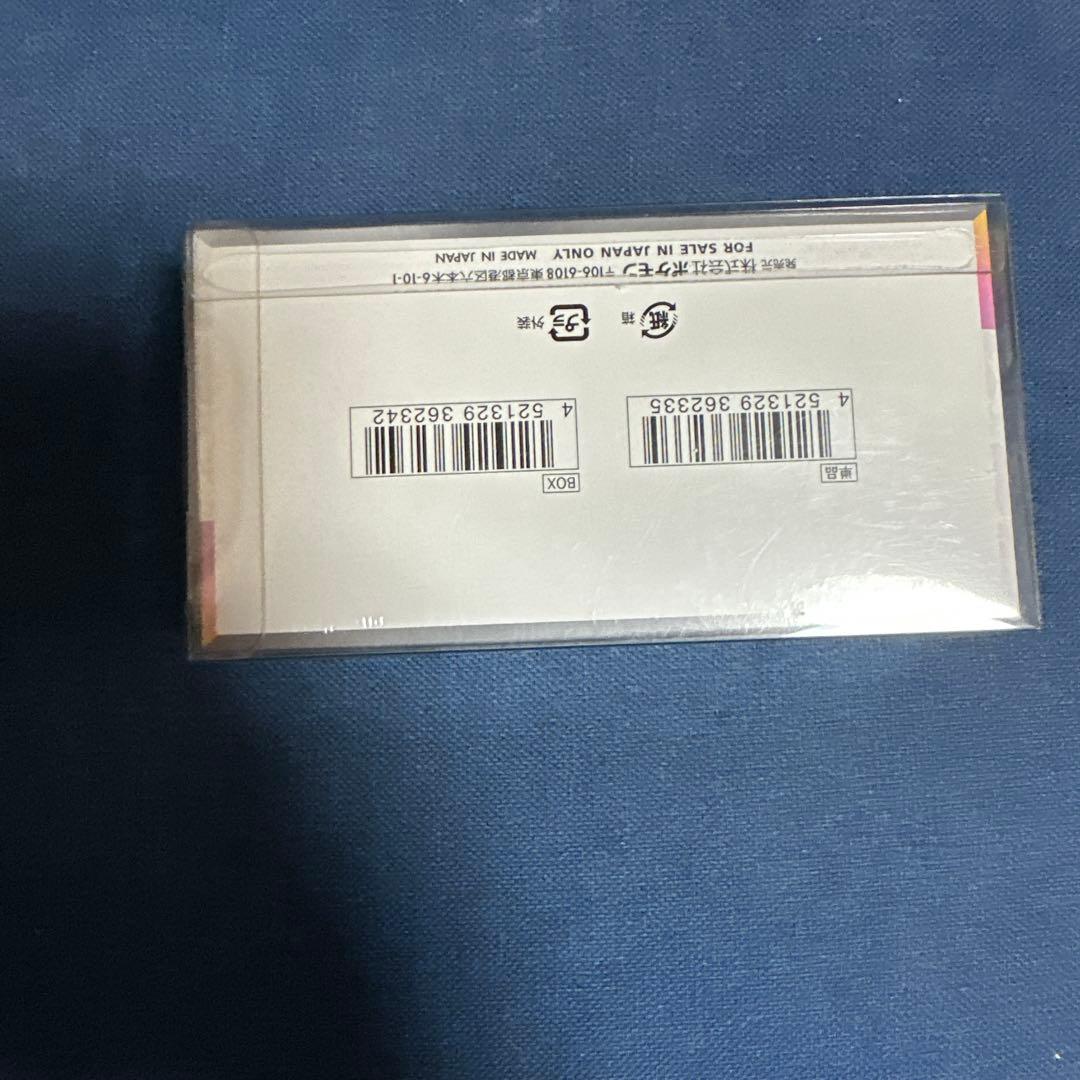 発売元 株式会社ポケモン 〒106-6108 東京都港区六本木6-10-1
FOR SALE IN JAPAN ONLY MADE IN JAPAN
紙 箱
プラ 外装
単品
4 521329 362335
BOX
4 521329 362342